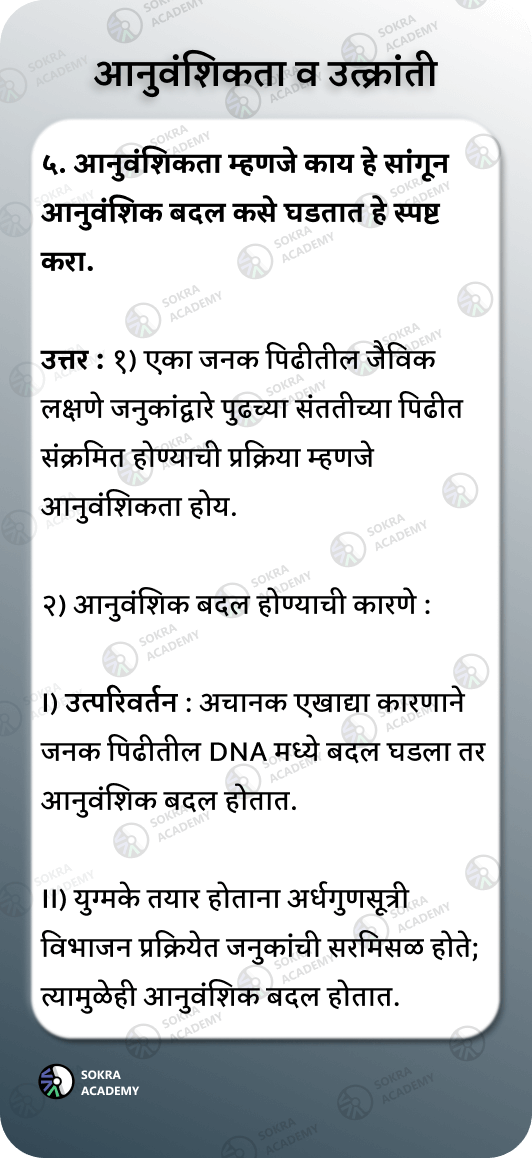 आनुवंशिकता व उत्क्रांती
५. आनुवंशिकता म्हणजे काय हे सांगून
आनुवंशिक बदल कसे घडतात हे स्पष्ट
करा.
उत्तर : १) एका जनक पिढीतील जैविक
लक्षणे जनुकांद्वारे पुढच्या संततीच्या पिढीत
संक्रमित होण्याची प्रक्रिया म्हणजे
आनुवंशिकता होय.
२) आनुवंशिक बदल होण्याची कारणे :
I) उत्परिवर्तन : अचानक एखाद्या कारणाने
जनक पिढीतील DNA मध्ये बदल घडला तर
आनुवंशिक बदल होतात.
II) युग्मके तयार होताना अर्धगुणसूत्री
विभाजन प्रक्रियेत जनुकांची सरमिसळ होते;
त्यामुळेही आनुवंशिक बदल होतात.
SOKRA
ACADEMY